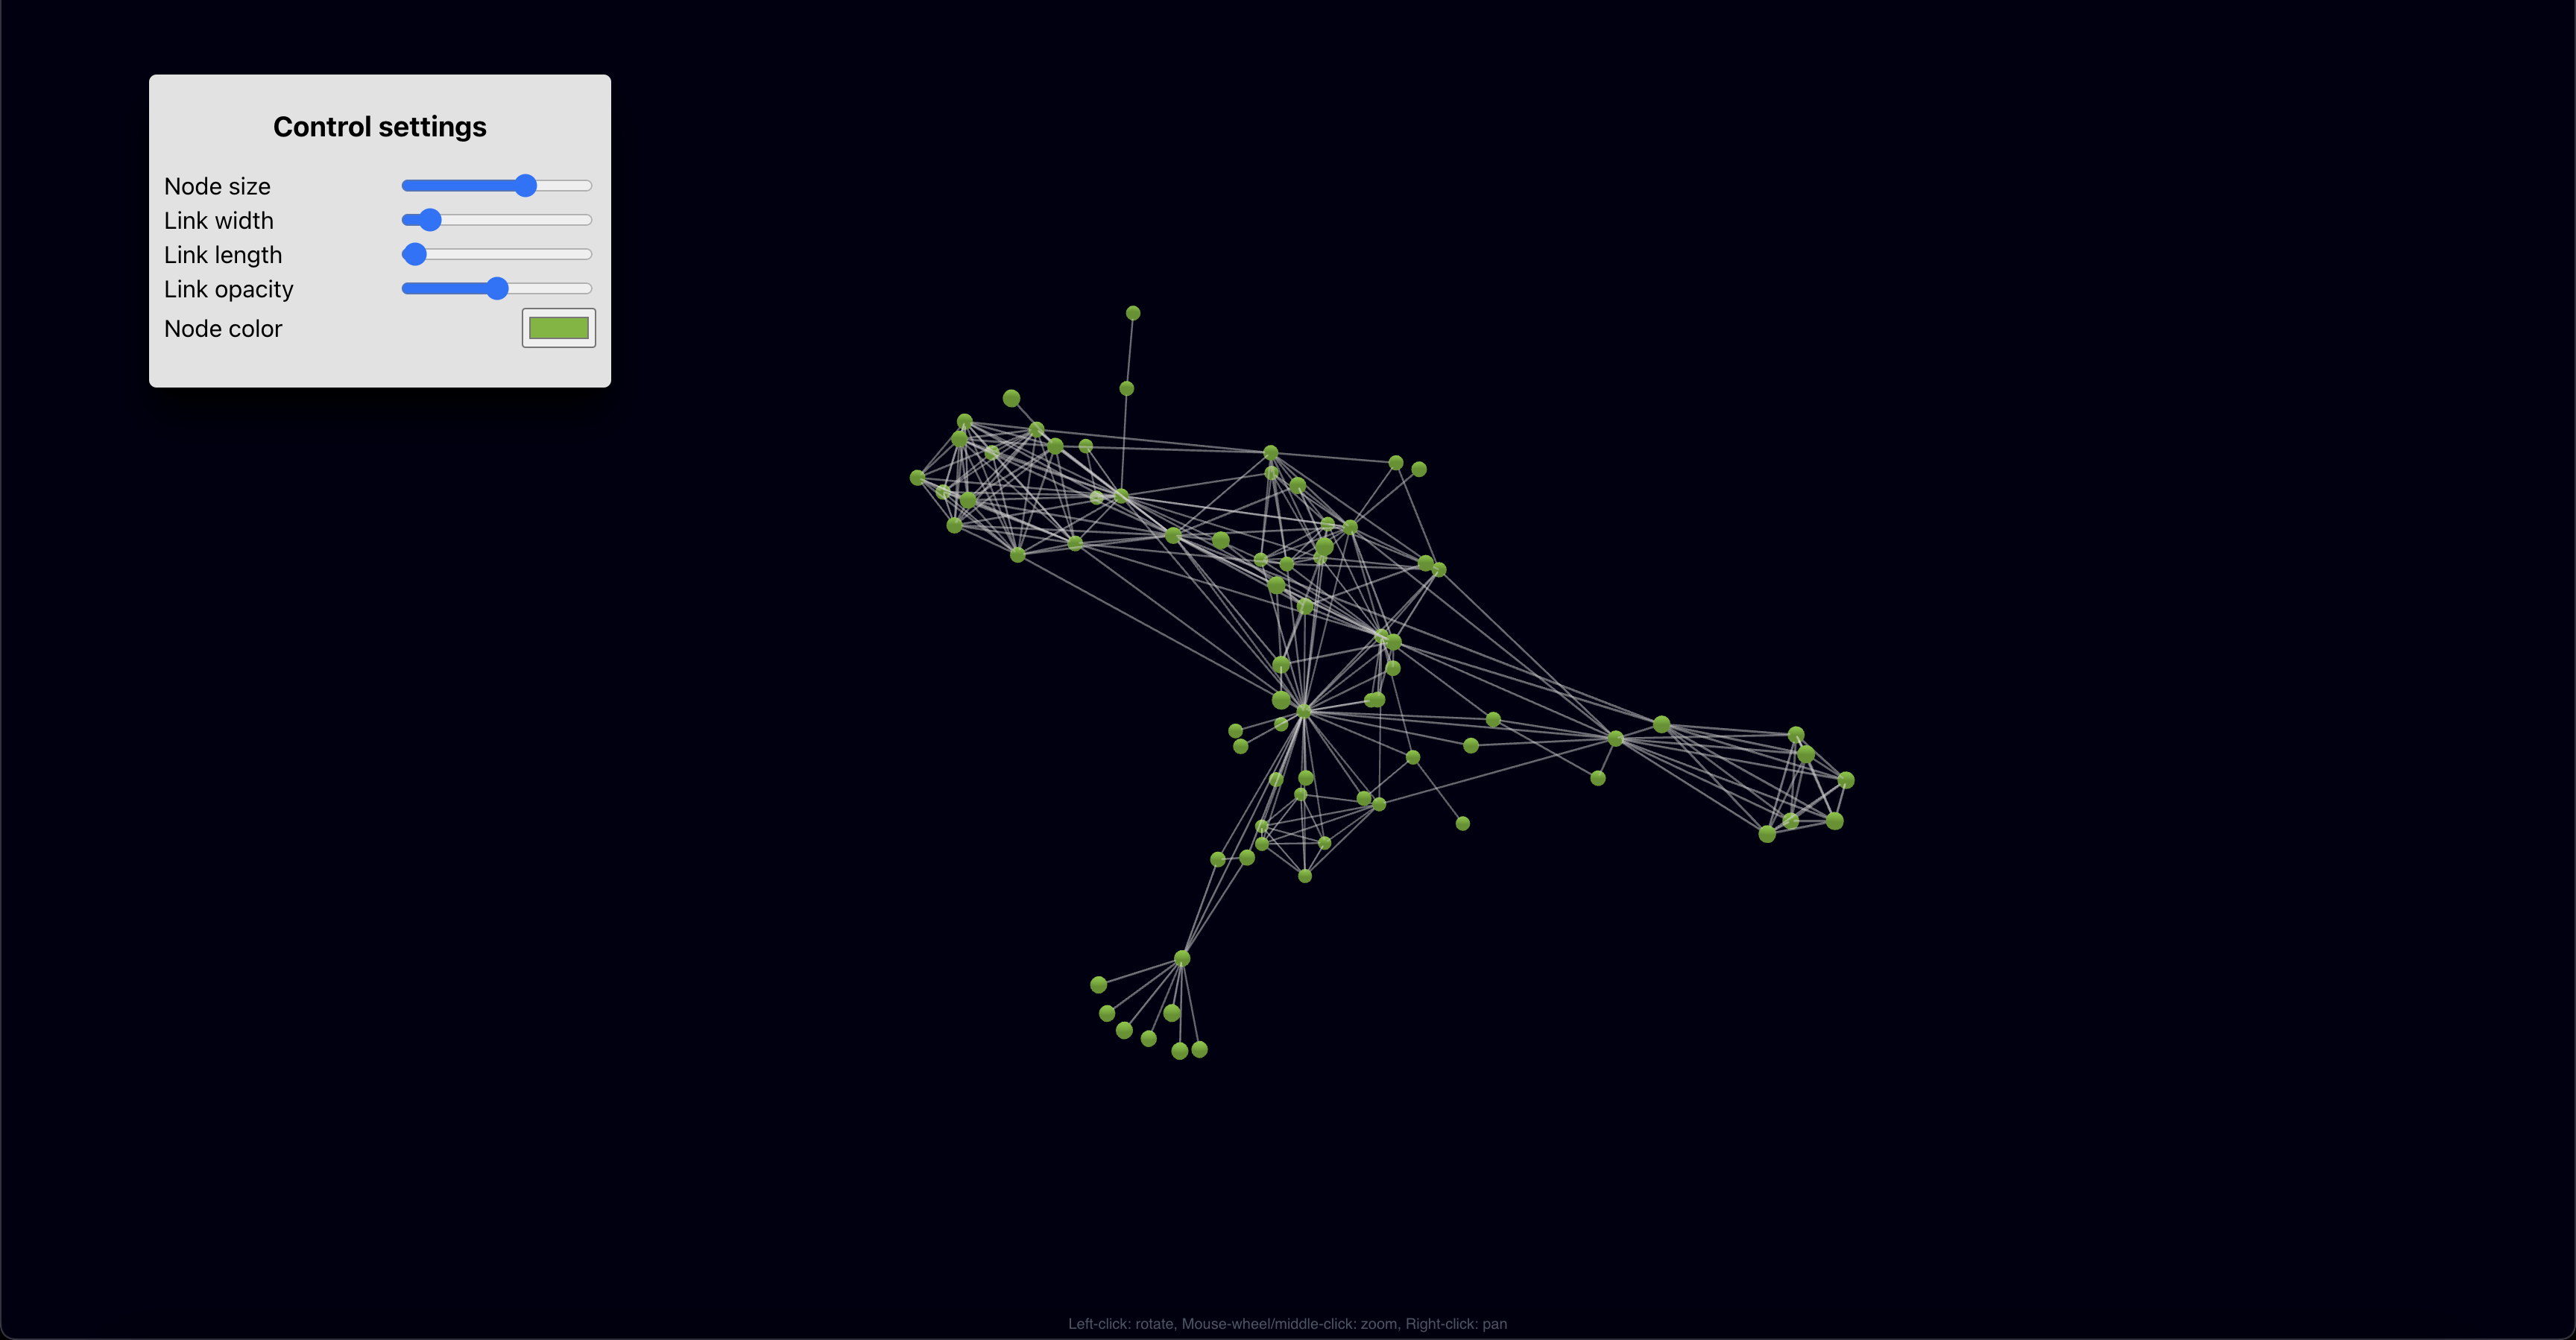 Control settings
Node size
Link width
Link length
Link opacity
Node color
Left-click: rotate, Mouse-wheel/middle-click: zoom, Right-click: pan